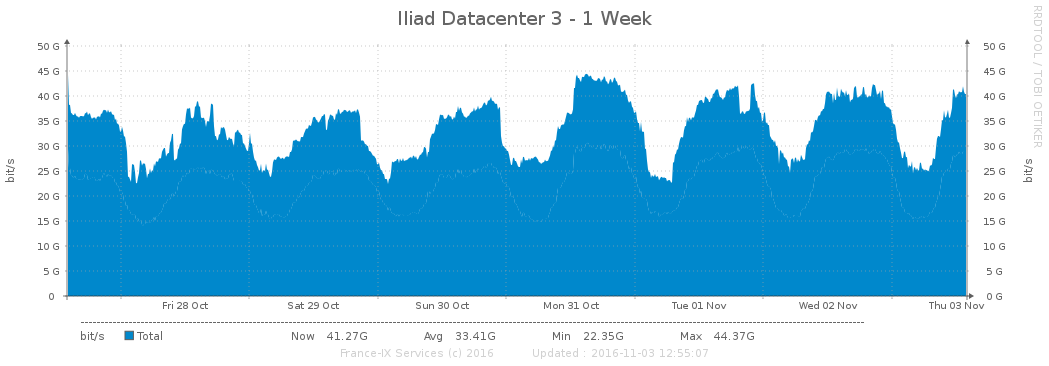 Iliad Datacenter 3 - 1 Week
RRDTOOL / TOBI OETIKER
50 G 50 G
45 G 45 G
40 G 40 G
35 G 35 G
30 G 30 G
25 G 25 G
20 G 20 G
15 G 15 G
10 G 10 G
5 G 5 G
0 0 G
bit/s bit/s
Fri 28 Oct Sat 29 Oct Sun 30 Oct Mon 31 Oct Tue 01 Nov Wed 02 Nov Thu 03 Nov
bit/s Total Now 41.27G Avg 33.41G Min 22.35G Max 44.37G
France-IX Services (c) 2016 Updated : 2016-11-03 12:55:07